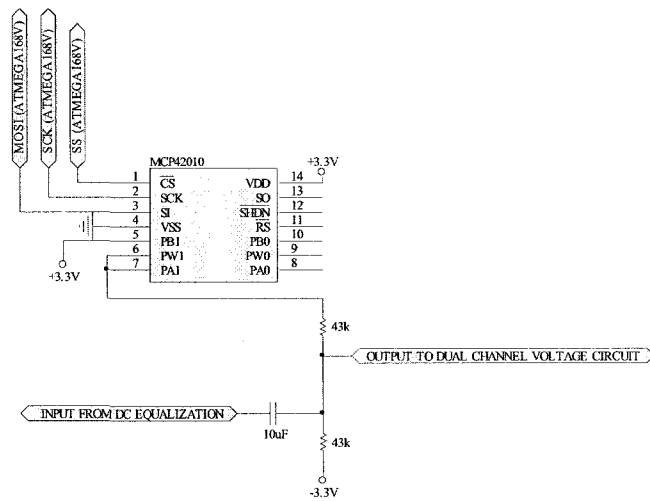 MOSI (ATMEGA168V)
SCK (ATMEGA168V)
SS (ATMEGA168V)
MCP42010
+3.3V
1 CS VDD 14
2 SCK SO 13
3 SI SHDN 12
4 VSS RS 11
5 PB1 PB0 10
6 PW1 PW0 9
7 PA1 PA0 8
+3.3V
43k
OUTPUT TO DUAL CHANNEL VOLTAGE CIRCUIT
INPUT FROM DC EQUALIZATION
10uF
43k
-3.3V